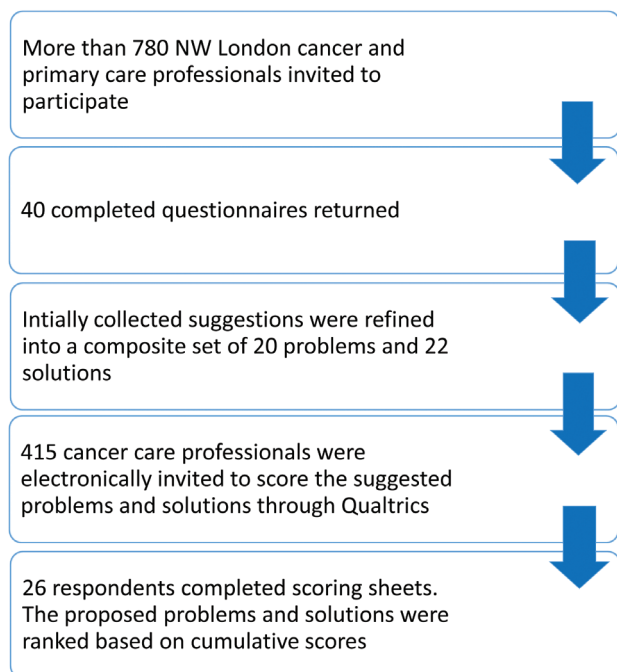 More than 780 NW London cancer and
primary care professionals invited to
participate
40 completed questionnaires returned
Intially collected suggestions were refined
into a composite set of 20 problems and 22
solutions
415 cancer care professionals were
electronically invited to score the suggested
problems and solutions through Qualtrics
26 respondents completed scoring sheets.
The proposed problems and solutions were
ranked based on cumulative scores